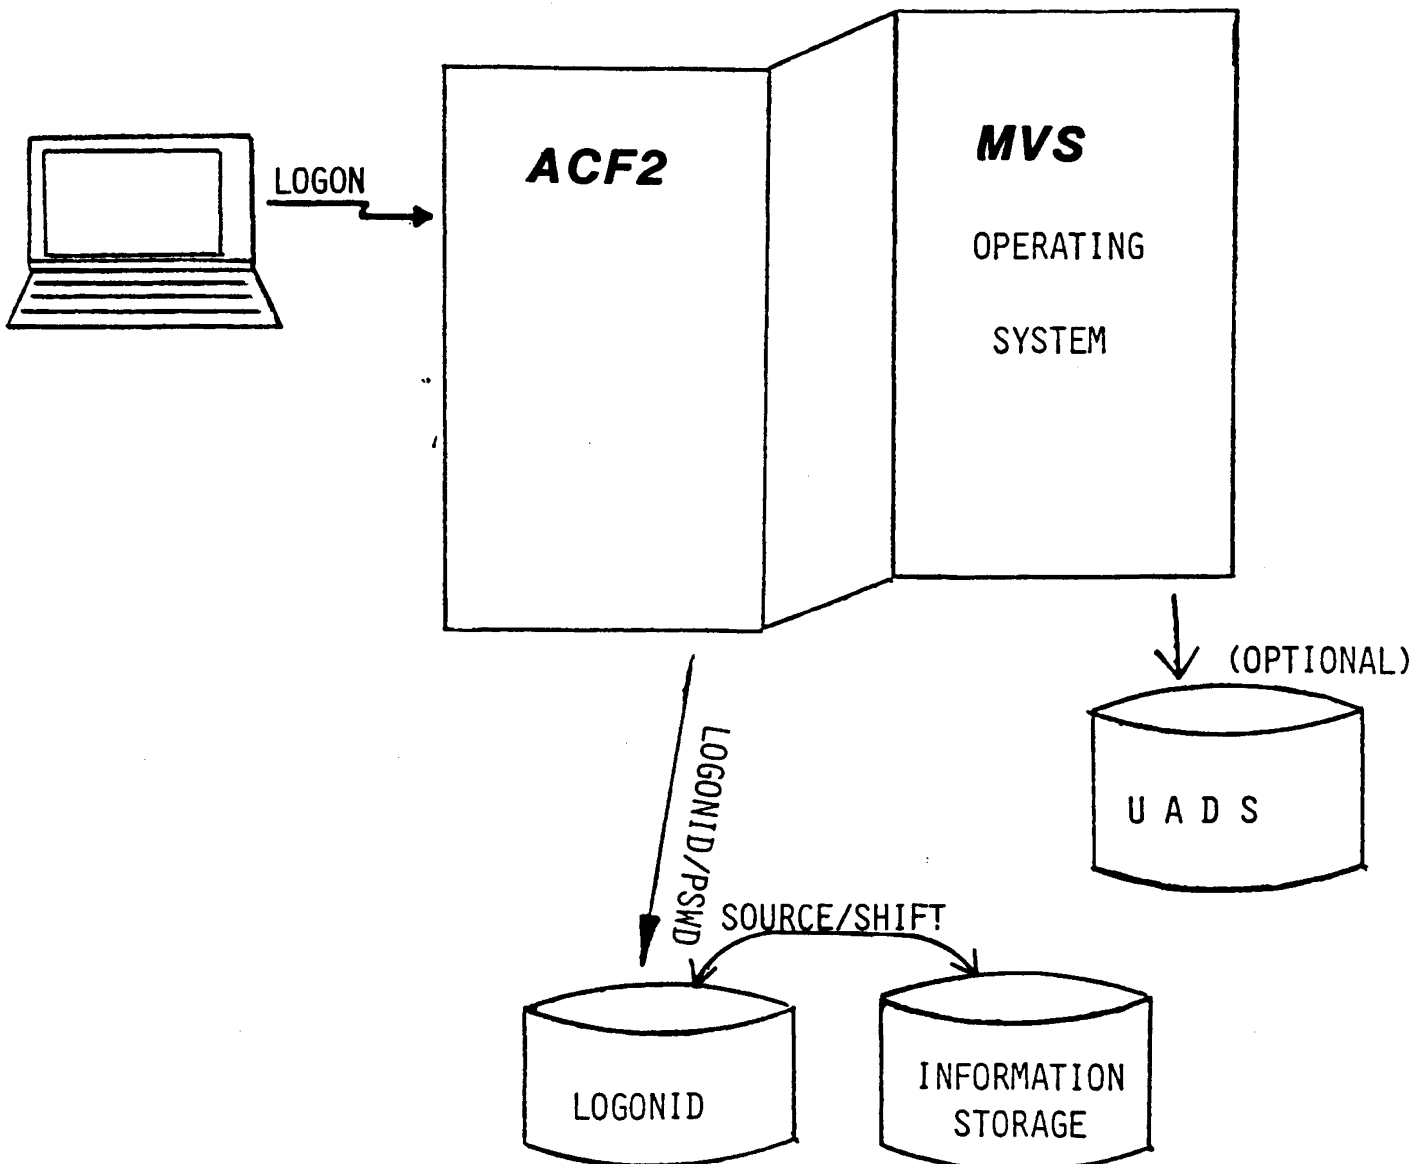 LOGON
ACF2
MVS
OPERATING
SYSTEM
(OPTIONAL)
U A D S
LOGONID/PSWD
SOURCE/SHIFT
LOGONID
INFORMATION
STORAGE